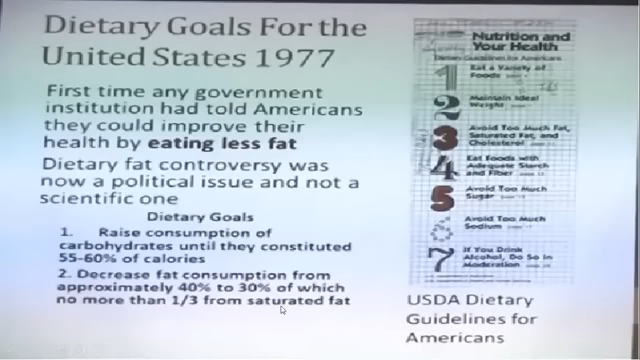 Dietary Goals For the
United States 1977
First time any government
institution had told Americans
they could improve their
health by eating less fat
Dietary fat controversy was
now a political issue and not a
scientific one
Dietary Goals
1. Raise consumption of
carbohydrates until they constituted
55-60% of calories
2. Decrease fat consumption from
approximately 40% to 30% of which
no more than 1/3 from saturated fat
Nutrition and
Your Health
Dietary Guidelines for Americans
1 Eat a Variety of
Foods
2 Maintain Ideal
Weight
3 Avoid Too Much Fat,
Saturated Fat, and
Cholesterol
4 Eat Foods with
Adequate Starch
and Fiber
5 Avoid Too Much
Sugar
6 Avoid Too Much
Sodium
7 If You Drink
Alcohol, Do So in
Moderation
USDA Dietary
Guidelines for
Americans